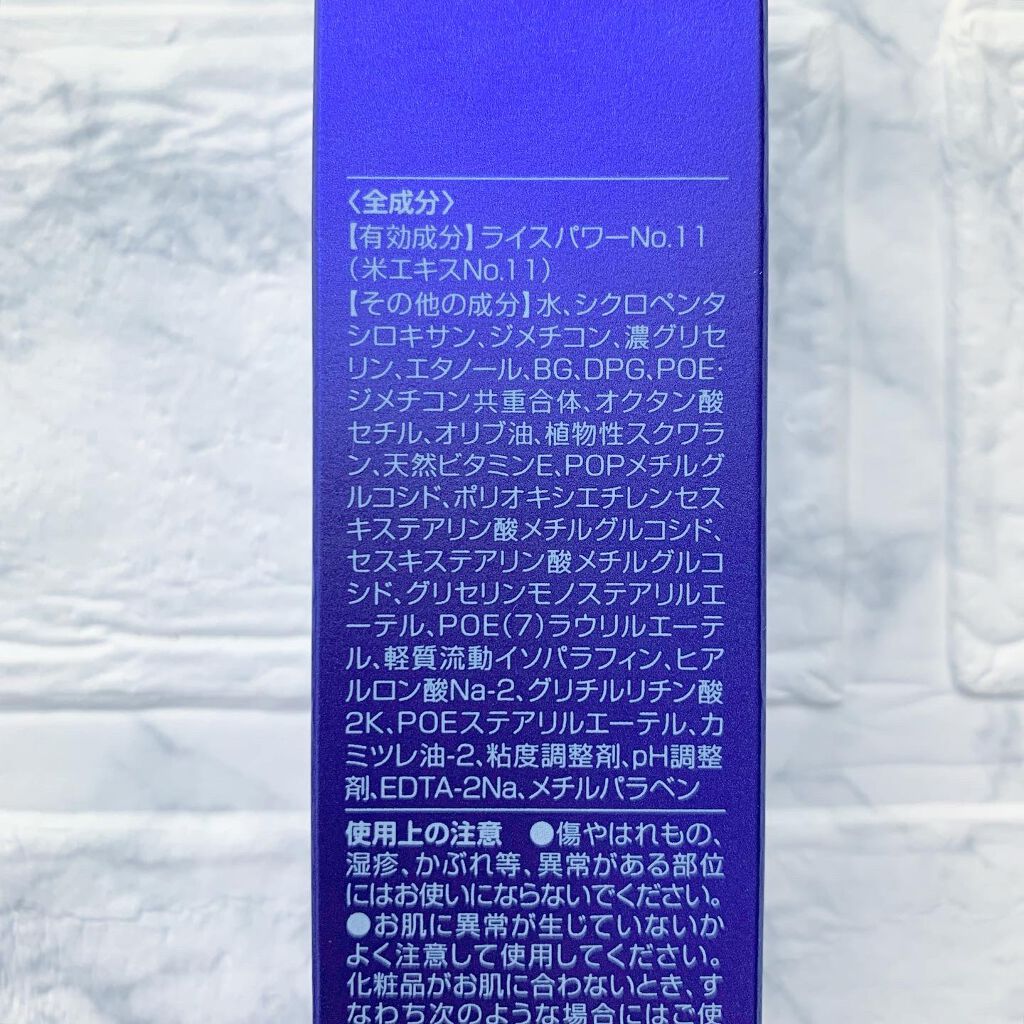 〈全成分〉
【有効成分】ライスパワーNo.11
(米エキスNo.11)
【その他の成分】水、シクロペンタ
シロキサン、ジメチコン、濃グリセ
リン、エタノール、BG、DPG、POE・
ジメチコン共重合体、オクタン酸
セチル、オリブ油、植物性スクワラ
ン、天然ビタミンE、POPメチルグ
ルコシド、ポリオキシエチレンセス
キステアリン酸メチルグルコシド、
セスキステアリン酸メチルグルコ
シド、グリセリンモノステアリルエ
ーテル、POE(7)ラウリルエーテ
ル、軽質流動イソパラフィン、ヒア
ルロン酸Na-2、グリチルリチン酸
2K、POEステアリルエーテル、カ
ミツレ油-2、粘度調整剤、pH調整
剤、EDTA-2Na、メチルパラベン
使用上の注意 ●傷やはれもの、
湿疹、かぶれ等、異常がある部位
にはお使いにならないでください。
●お肌に異常が生じていないか
よく注意して使用してください。
化粧品がお肌に合わないとき、す
なわち次のような場合にはご使